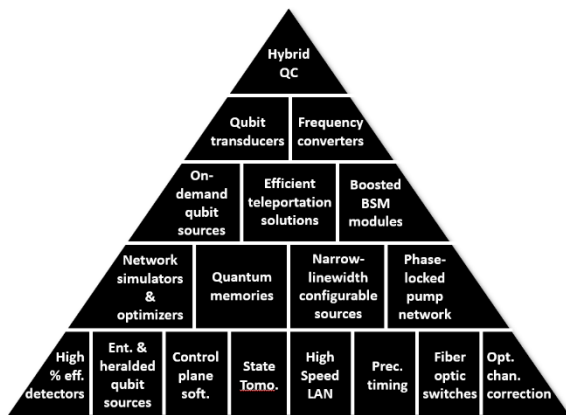 Hybrid
QC
Qubit
transducers
Frequency
converters
On-
demand
qubit
sources
Efficient
teleportation
solutions
Boosted
BSM
modules
Network
simulators
&
optimizers
Quantum
memories
Narrow-
linewidth
configurable
sources
Phase-
locked
pump
network
High
% eff.
detectors
Ent. &
heralded
qubit
sources
Control
plane
soft.
State
Tomo.
High
Speed
LAN
Prec.
timing
Fiber
optic
switches
Opt.
chan.
correction